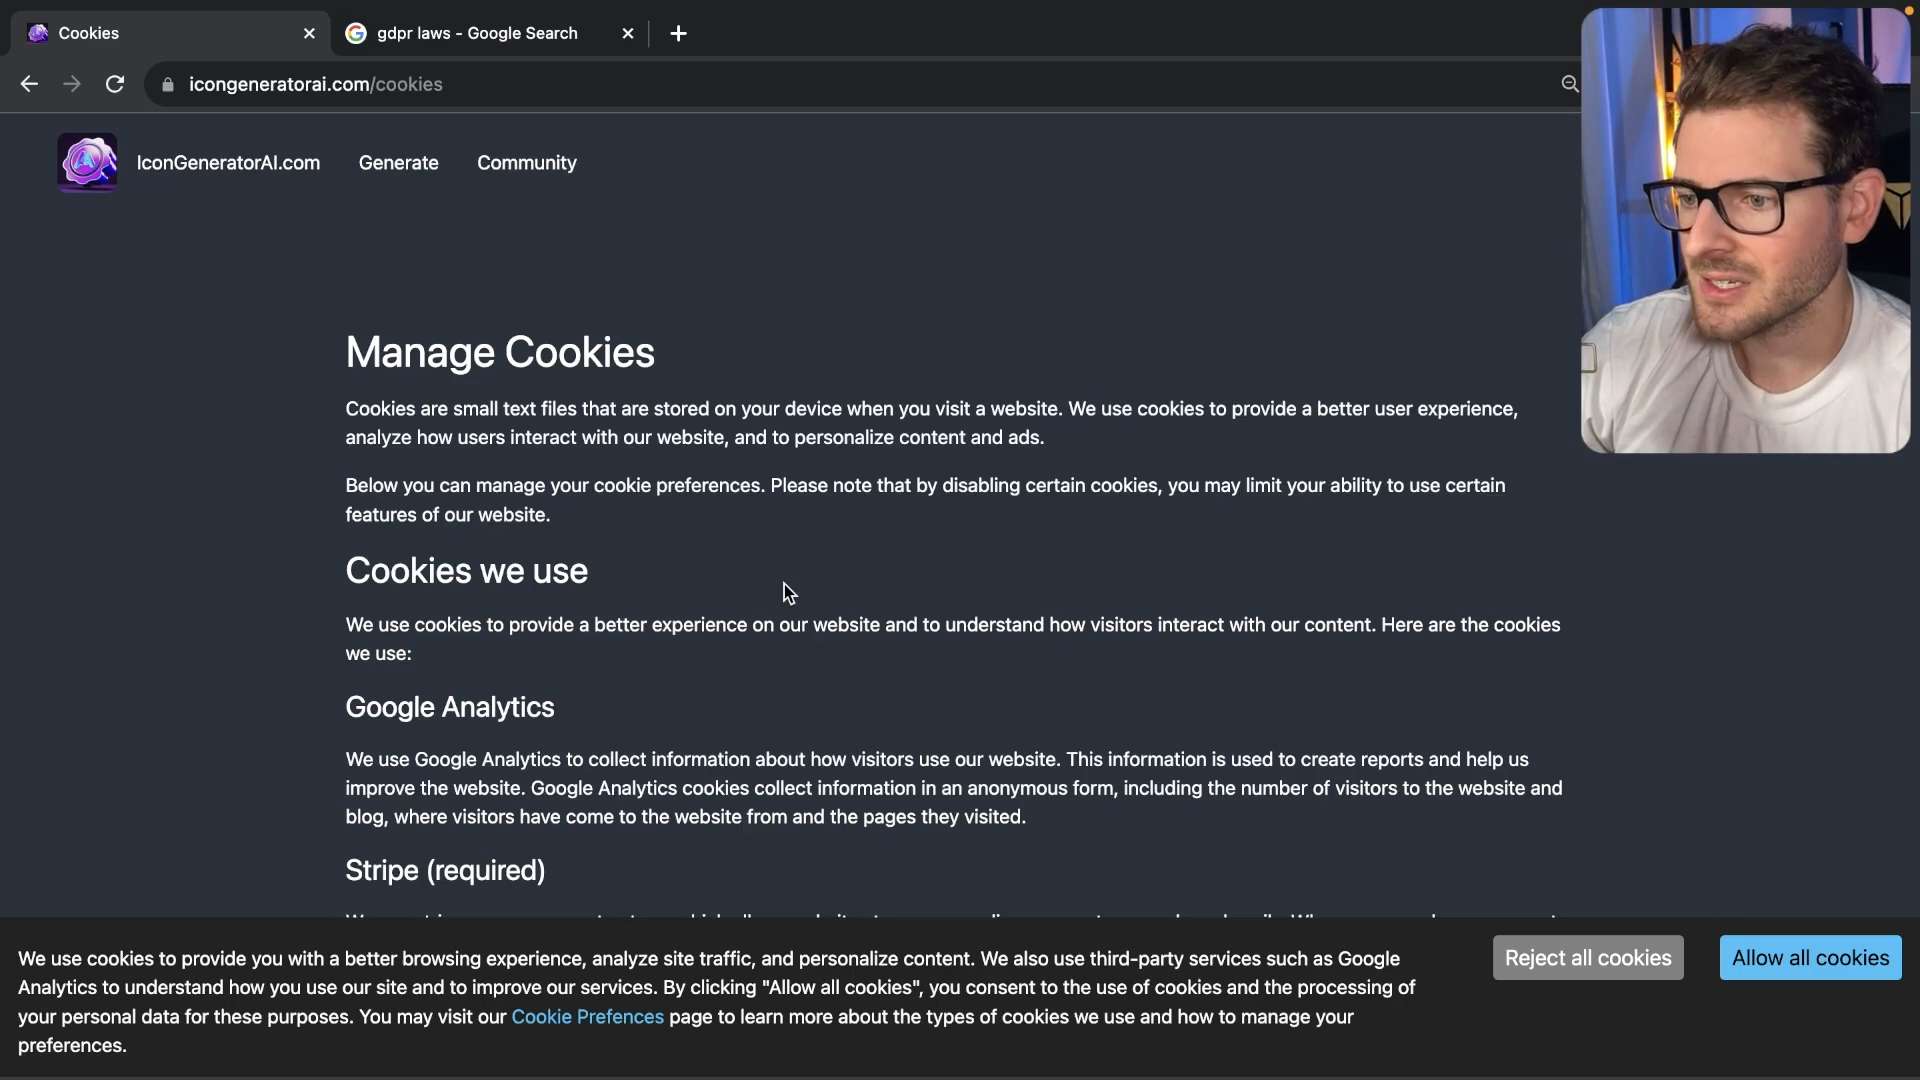 Cookies
gdpr laws - Google Search
icongeneratorai.com/cookies
IconGeneratorAI.com Generate Community
Manage Cookies
Cookies are small text files that are stored on your device when you visit a website. We use cookies to provide a better user experience,
analyze how users interact with our website, and to personalize content and ads.
Below you can manage your cookie preferences. Please note that by disabling certain cookies, you may limit your ability to use certain
features of our website.
Cookies we use
We use cookies to provide a better experience on our website and to understand how visitors interact with our content. Here are the cookies
we use:
Google Analytics
We use Google Analytics to collect information about how visitors use our website. This information is used to create reports and help us
improve the website. Google Analytics cookies collect information in an anonymous form, including the number of visitors to the website and
blog, where visitors have come to the website from and the pages they visited.
Stripe (required)
We use cookies to provide you with a better browsing experience, analyze site traffic, and personalize content. We also use third-party services such as Google
Analytics to understand how you use our site and to improve our services. By clicking "Allow all cookies", you consent to the use of cookies and the processing of
your personal data for these purposes. You may visit our Cookie Prefences page to learn more about the types of cookies we use and how to manage your
preferences.
Reject all cookies
Allow all cookies